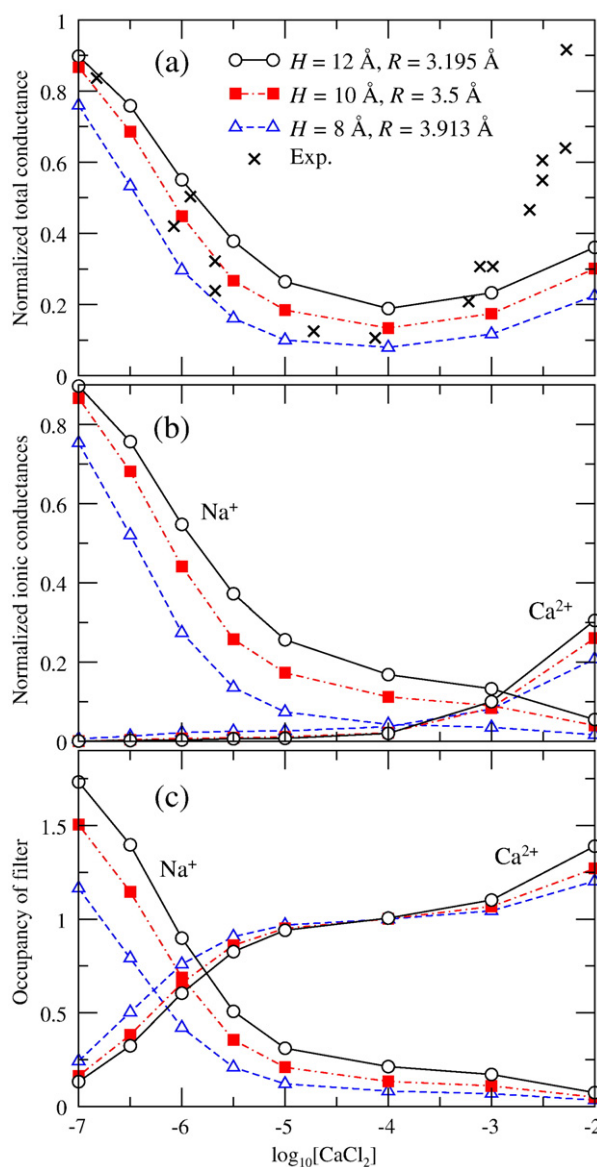 1
(a)
H = 12 Å, R = 3.195 Å
H = 10 Å, R = 3.5 Å
H = 8 Å, R = 3.913 Å
Exp.
0.8
0.6
0.4
0.2
0
Normalized total conductance
(b)
0.8
0.6
0.4
0.2
0
Na⁺
Ca²⁺
Normalized ionic conductances
(c)
1.5
1
0.5
0
Na⁺
Ca²⁺
Occupancy of filter
-7 -6 -5 -4 -3 -2
log₁₀[CaCl₂]